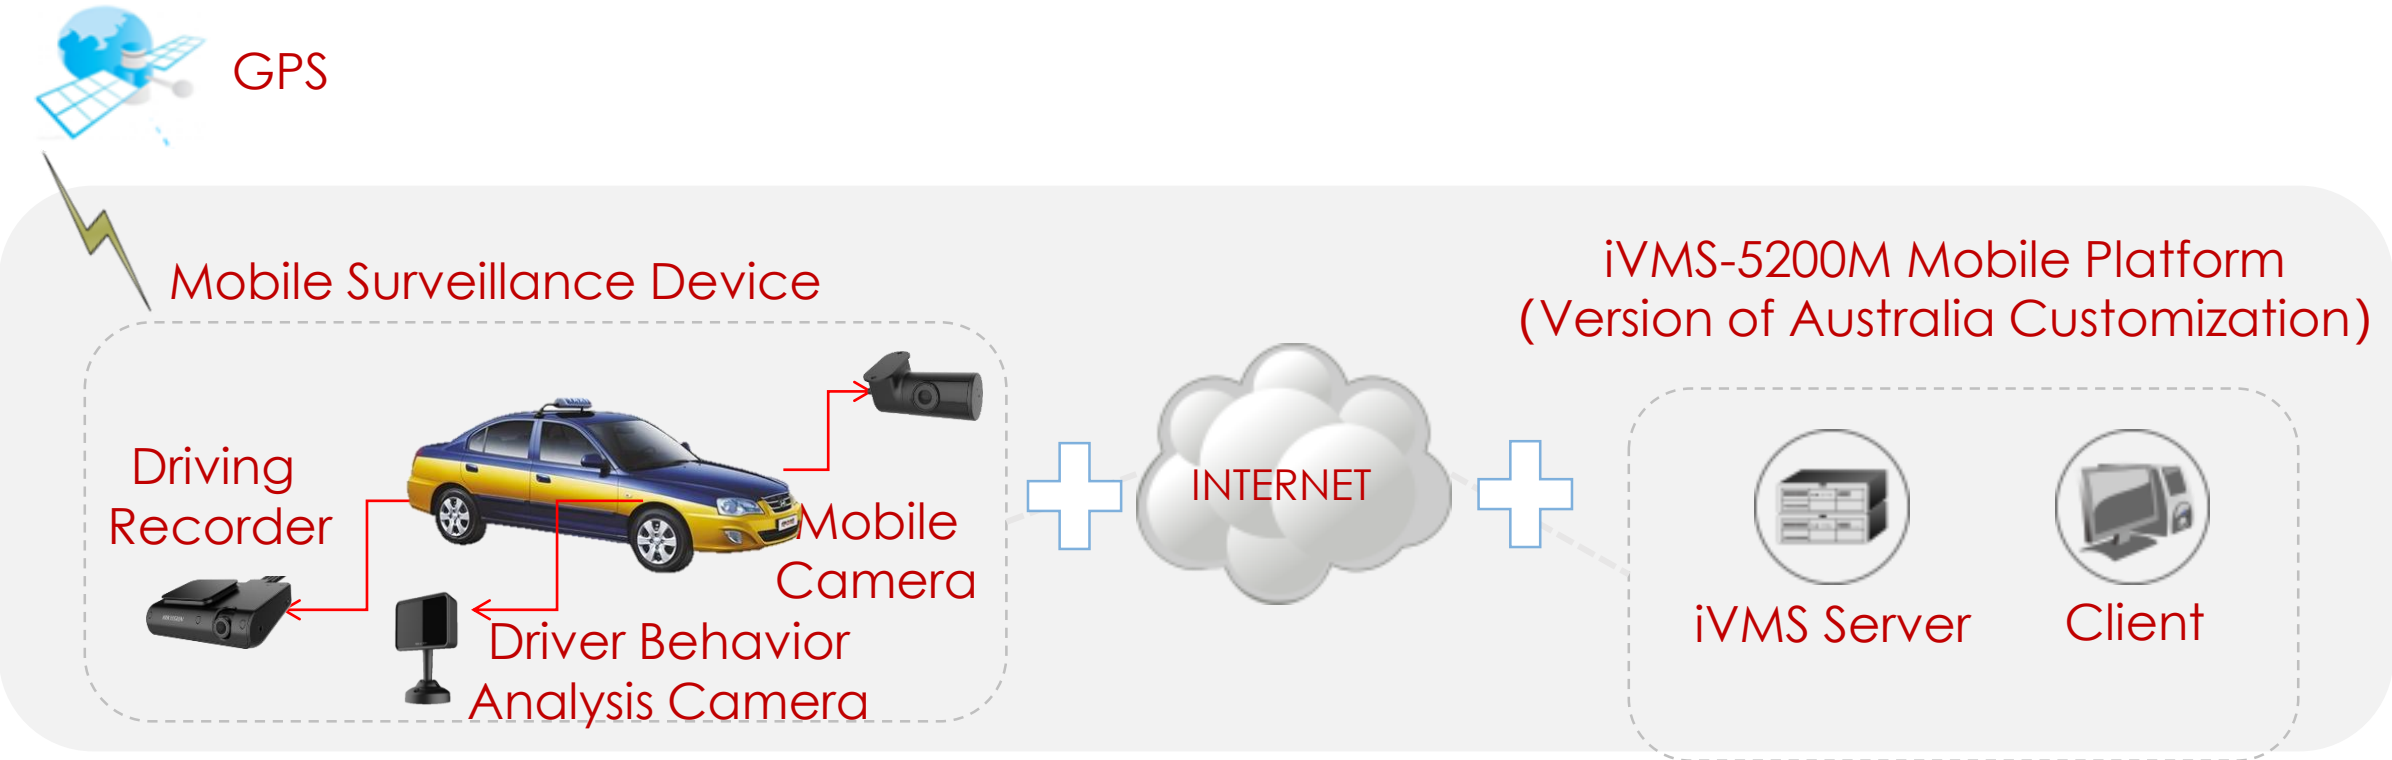 GPS
Mobile Surveillance Device
iVMS-5200M Mobile Platform
(Version of Australia Customization)
Driving
Recorder
Mobile
Camera
Driver Behavior
Analysis Camera
INTERNET
iVMS Server
Client